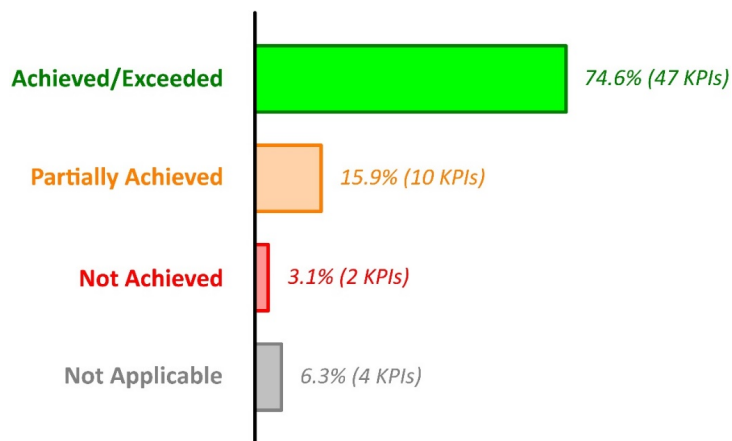 Achieved/Exceeded 74.6% (47 KPIs)
Partially Achieved 15.9% (10 KPIs)
Not Achieved 3.1% (2 KPIs)
Not Applicable 6.3% (4 KPIs)